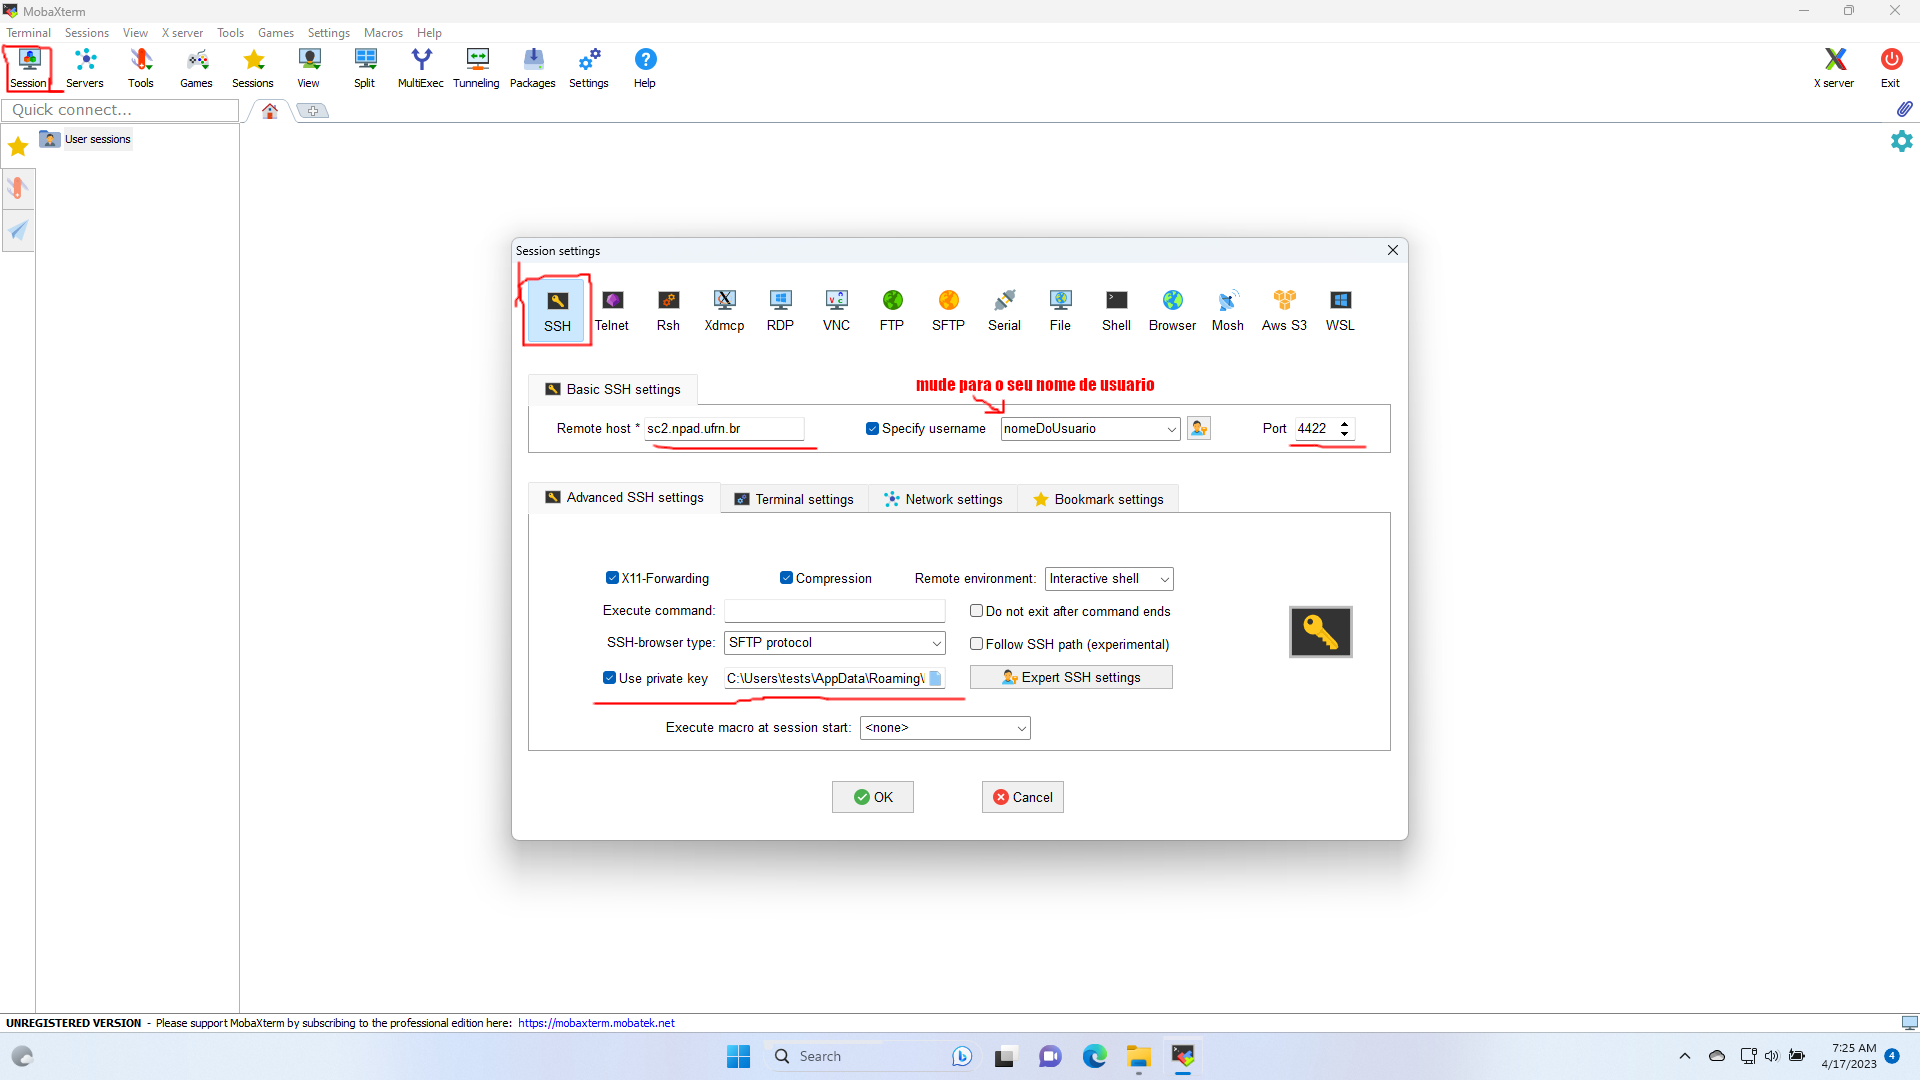 MobaXterm
Terminal Sessions View X server Tools Games Settings Macros Help
Session Servers Tools Games Sessions View Split MultiExec Tunneling Packages Settings Help X server Exit
Quick connect...
User sessions
Session settings
SSH Telnet Rsh Xdmcp RDP VNC FTP SFTP Serial File Shell Browser Mosh Aws S3 WSL
mude para o seu nome de usuario
Basic SSH settings
Remote host * sc2.npad.ufrn.br Specify username nomeDoUsuario Port 4422
Advanced SSH settings Terminal settings Network settings Bookmark settings
X11-Forwarding Compression Remote environment: Interactive shell
Execute command: Do not exit after command ends
SSH-browser type: SFTP protocol Follow SSH path (experimental)
Use private key C:\Users\tests\AppData\Roaming\ Expert SSH settings
Execute macro at session start: <none>
OK Cancel
UNREGISTERED VERSION - Please support MobaXterm by subscribing to the professional edition here: https://mobaxterm.mobatek.net
Search
7:25 AM
4/17/2023
4